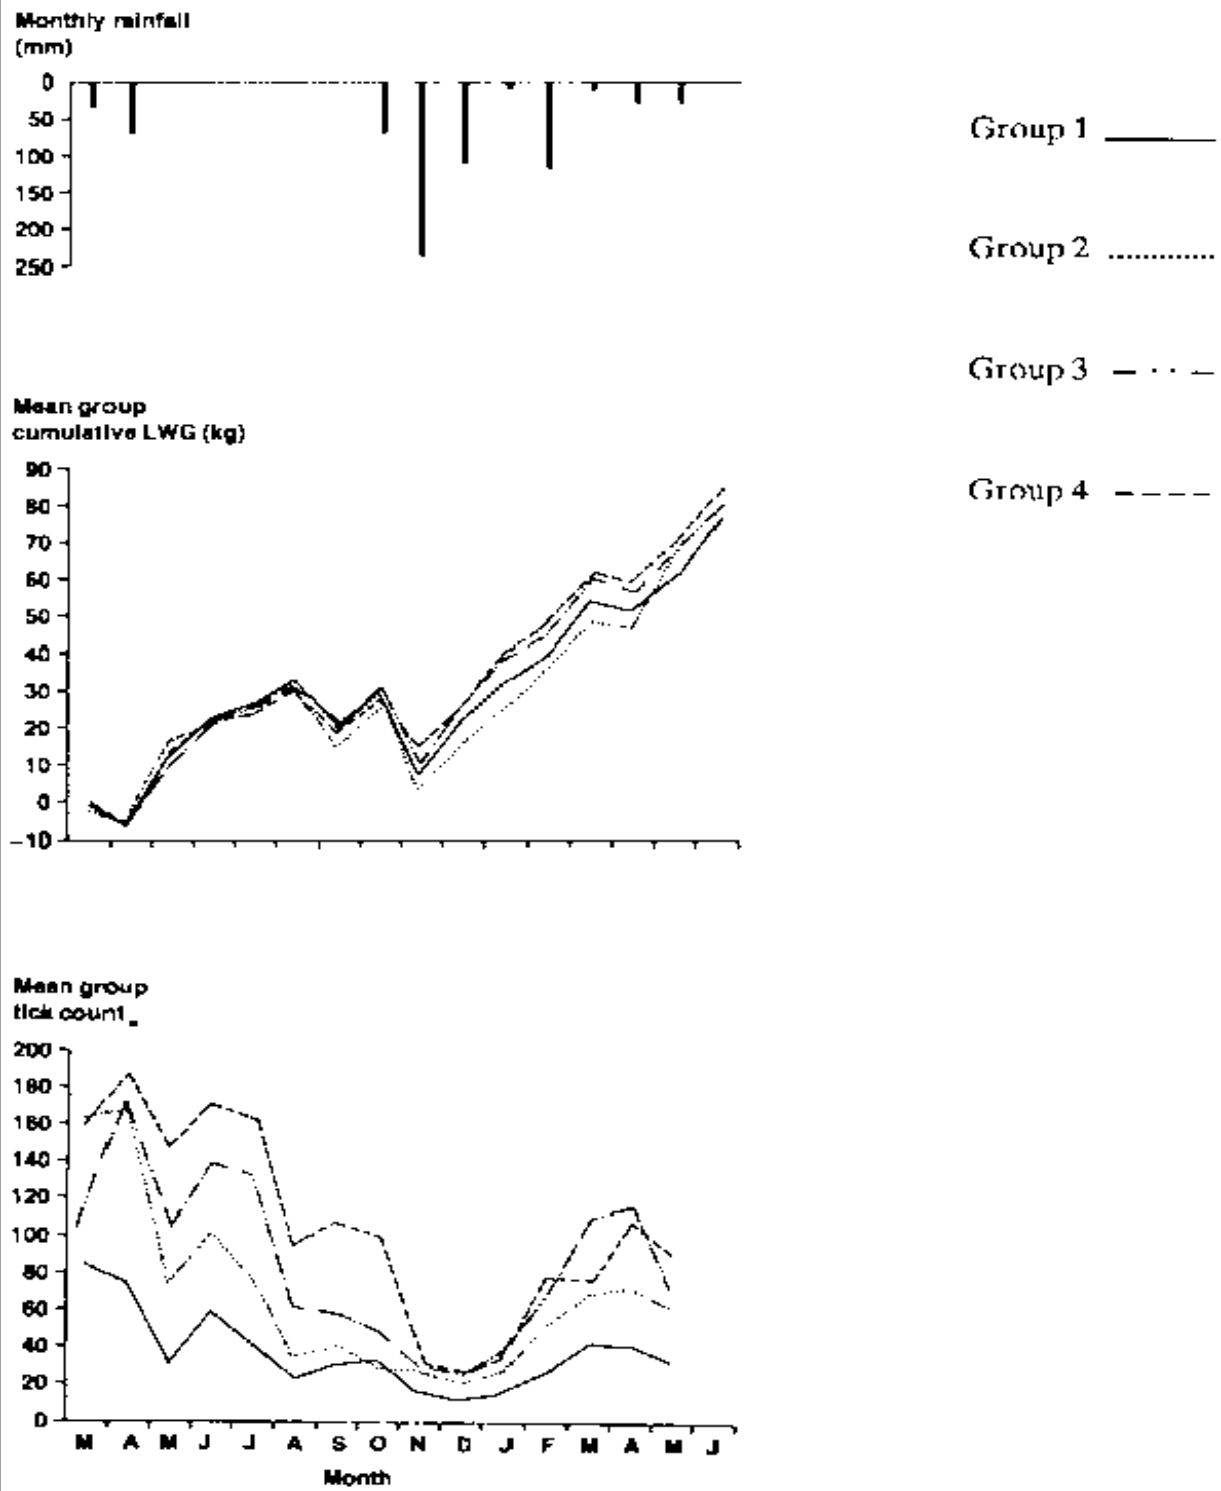 Monthly rainfall
(mm)
0
50
100
150
200
250
Group 1
Group 2
Group 3
Group 4
Mean group
cumulative LWG (kg)
90
80
70
60
50
40
30
20
10
0
-10
Mean group
tick count
200
180
160
140
120
100
80
60
40
20
0
M A M J J A S O N D J F M A M J
Month